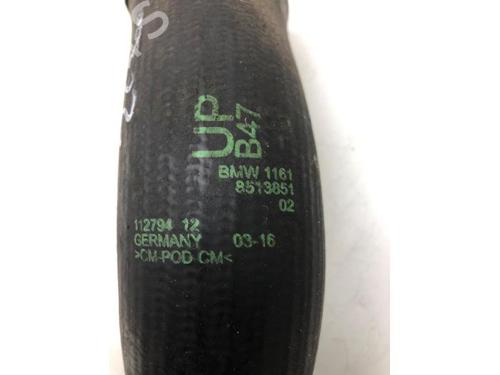 UP
B47
BMW 1161
8513851
02
112794 12
GERMANY 03-16
>CM-POD CM<